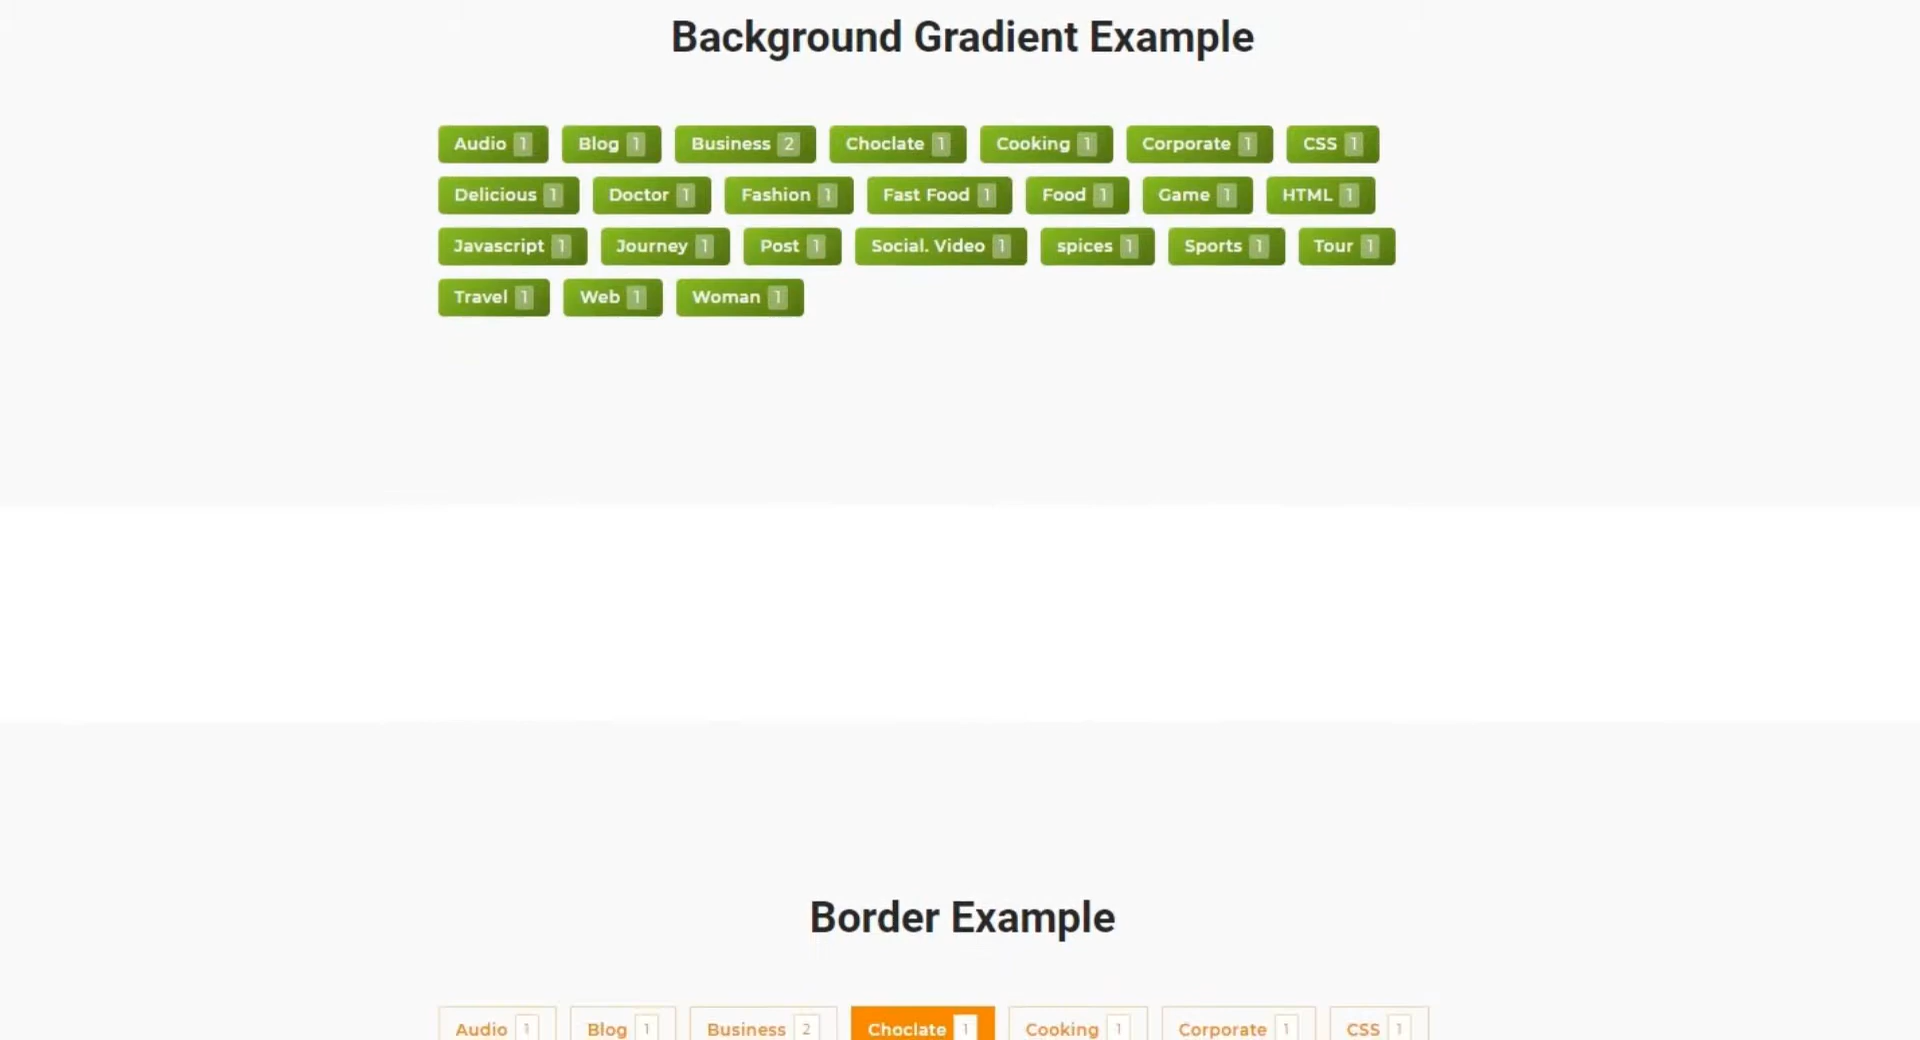 Background Gradient Example
Audio 1 Blog 1 Business 2 Choclate 1 Cooking 1 Corporate 1 CSS 1
Delicious 1 Doctor 1 Fashion 1 Fast Food 1 Food 1 Game 1 HTML 1
Javascript 1 Journey 1 Post 1 Social. Video 1 spices 1 Sports 1 Tour 1
Travel 1 Web 1 Woman 1
Border Example
Audio 1 Blog 1 Business 2 Choclate 1 Cooking 1 Corporate 1 CSS 1